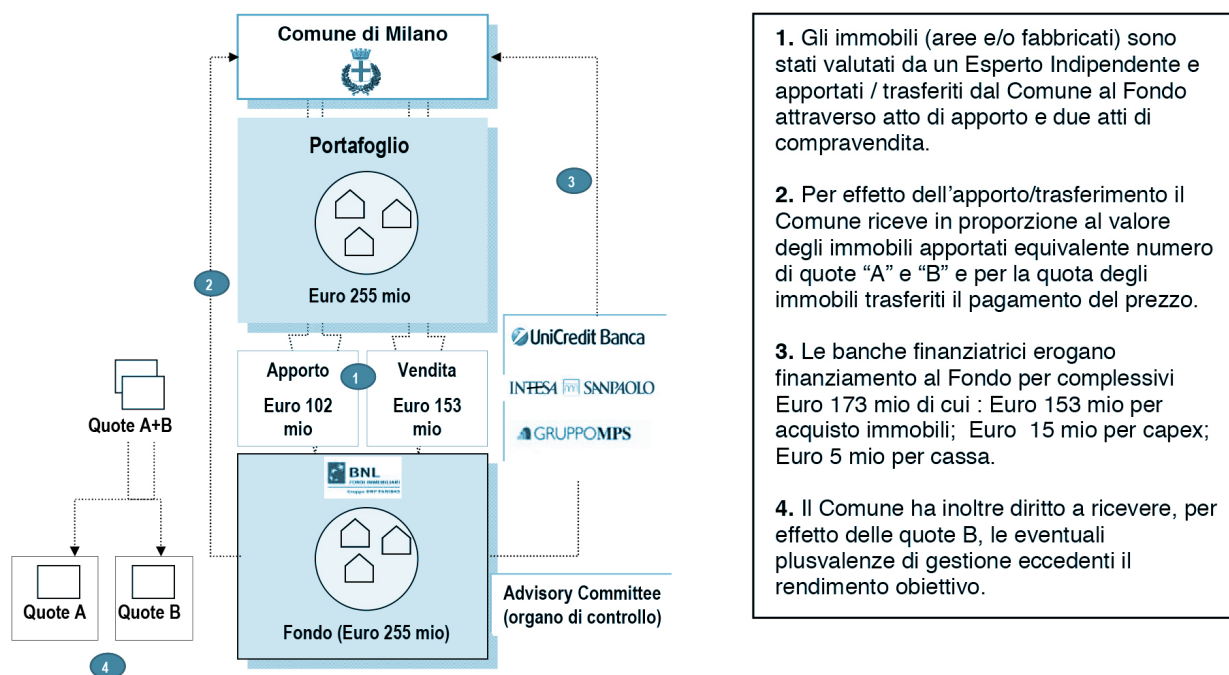 Comune di Milano
Portafoglio
Euro 255 mio
2
3
1
Apporto
Euro 102
mio
Vendita
Euro 153
mio
UniCredit Banca
INTESA SANPAOLO
GRUPPOMPS
Quote A+B
BNL
FONDI IMMOBILIARI
Gruppo BNP PARIBAS
Fondo (Euro 255 mio)
Advisory Committee
(organo di controllo)
Quote A
Quote B
4
1. Gli immobili (aree e/o fabbricati) sono
stati valutati da un Esperto Indipendente e
apportati / trasferiti dal Comune al Fondo
attraverso atto di apporto e due atti di
compravendita.
2. Per effetto dell'apporto/trasferimento il
Comune riceve in proporzione al valore
degli immobili apportati equivalente numero
di quote “A” e “B” e per la quota degli
immobili trasferiti il pagamento del prezzo.
3. Le banche finanziatrici erogano
finanziamento al Fondo per complessivi
Euro 173 mio di cui : Euro 153 mio per
acquisto immobili; Euro 15 mio per capex;
Euro 5 mio per cassa.
4. Il Comune ha inoltre diritto a ricevere, per
effetto delle quote B, le eventuali
plusvalenze di gestione eccedenti il
rendimento obiettivo.